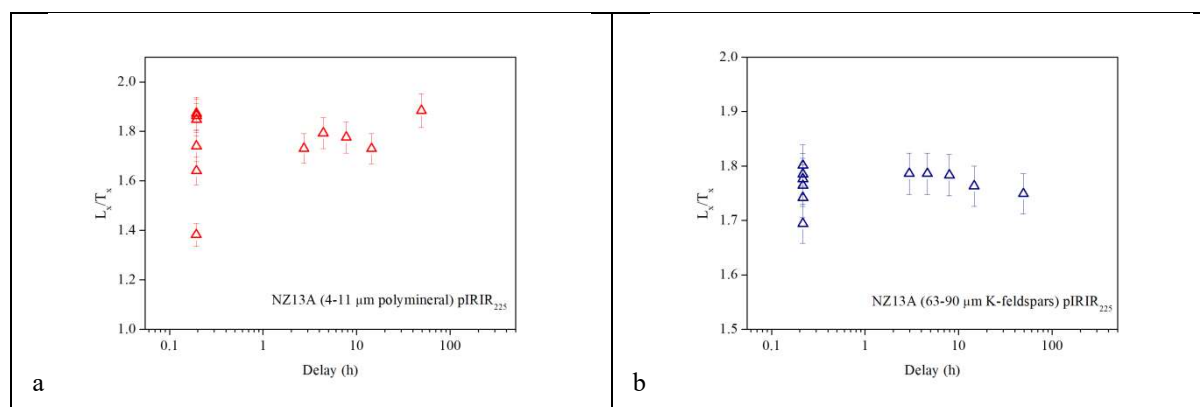 2.0
1.8
1.6
1.4
1.2
1.0
Lₓ/Tₓ
NZ13A (4-11 μm polymineral) pIRIR₂₂₅
0.1 1 10 100
Delay (h)
a
2.0
1.9
1.8
1.7
1.6
1.5
Lₓ/Tₓ
NZ13A (63-90 μm K-feldspars) pIRIR₂₂₅
0.1 1 10 100
Delay (h)
b